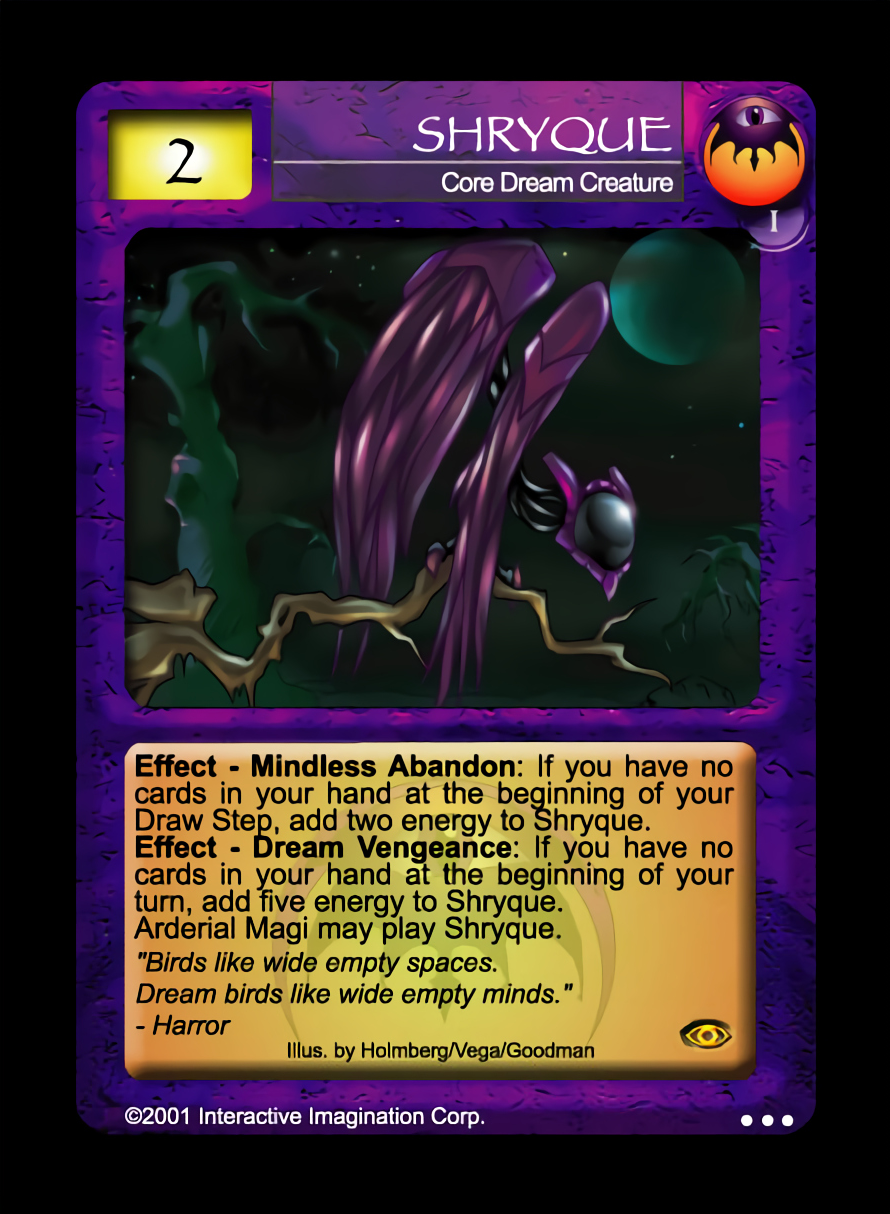 2
SHRYQUE
Core Dream Creature
I
Effect - Mindless Abandon: If you have no
cards in your hand at the beginning of your
Draw Step, add two energy to Shryque.
Effect - Dream Vengeance: If you have no
cards in your hand at the beginning of your
turn, add five energy to Shryque.
Arderial Magi may play Shryque.
"Birds like wide empty spaces.
Dream birds like wide empty minds."
- Harror
Illus. by Holmberg/Vega/Goodman
©2001 Interactive Imagination Corp.